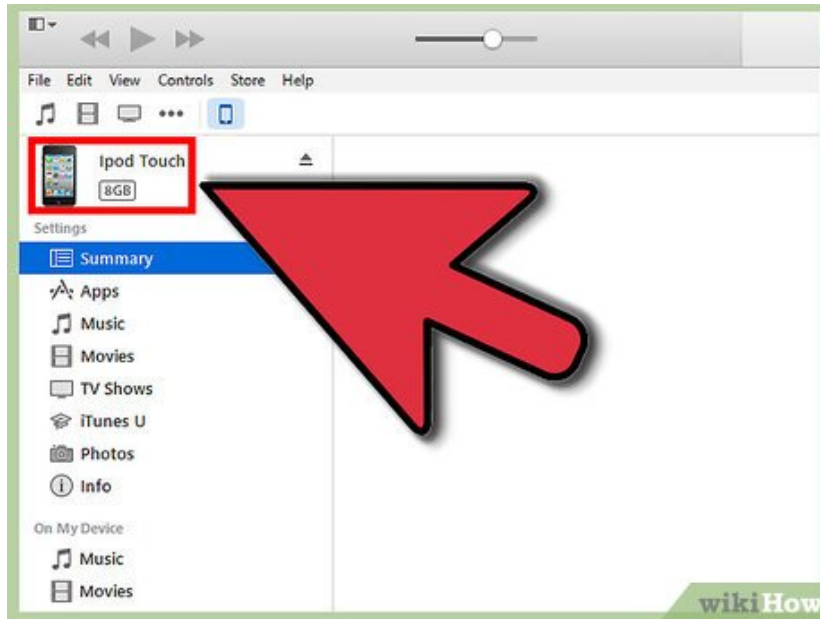 File Edit View Controls Store Help
Ipod Touch
8GB
Settings
Summary
Apps
Music
Movies
TV Shows
iTunes U
Photos
Info
On My Device
Music
Movies
wikiHow